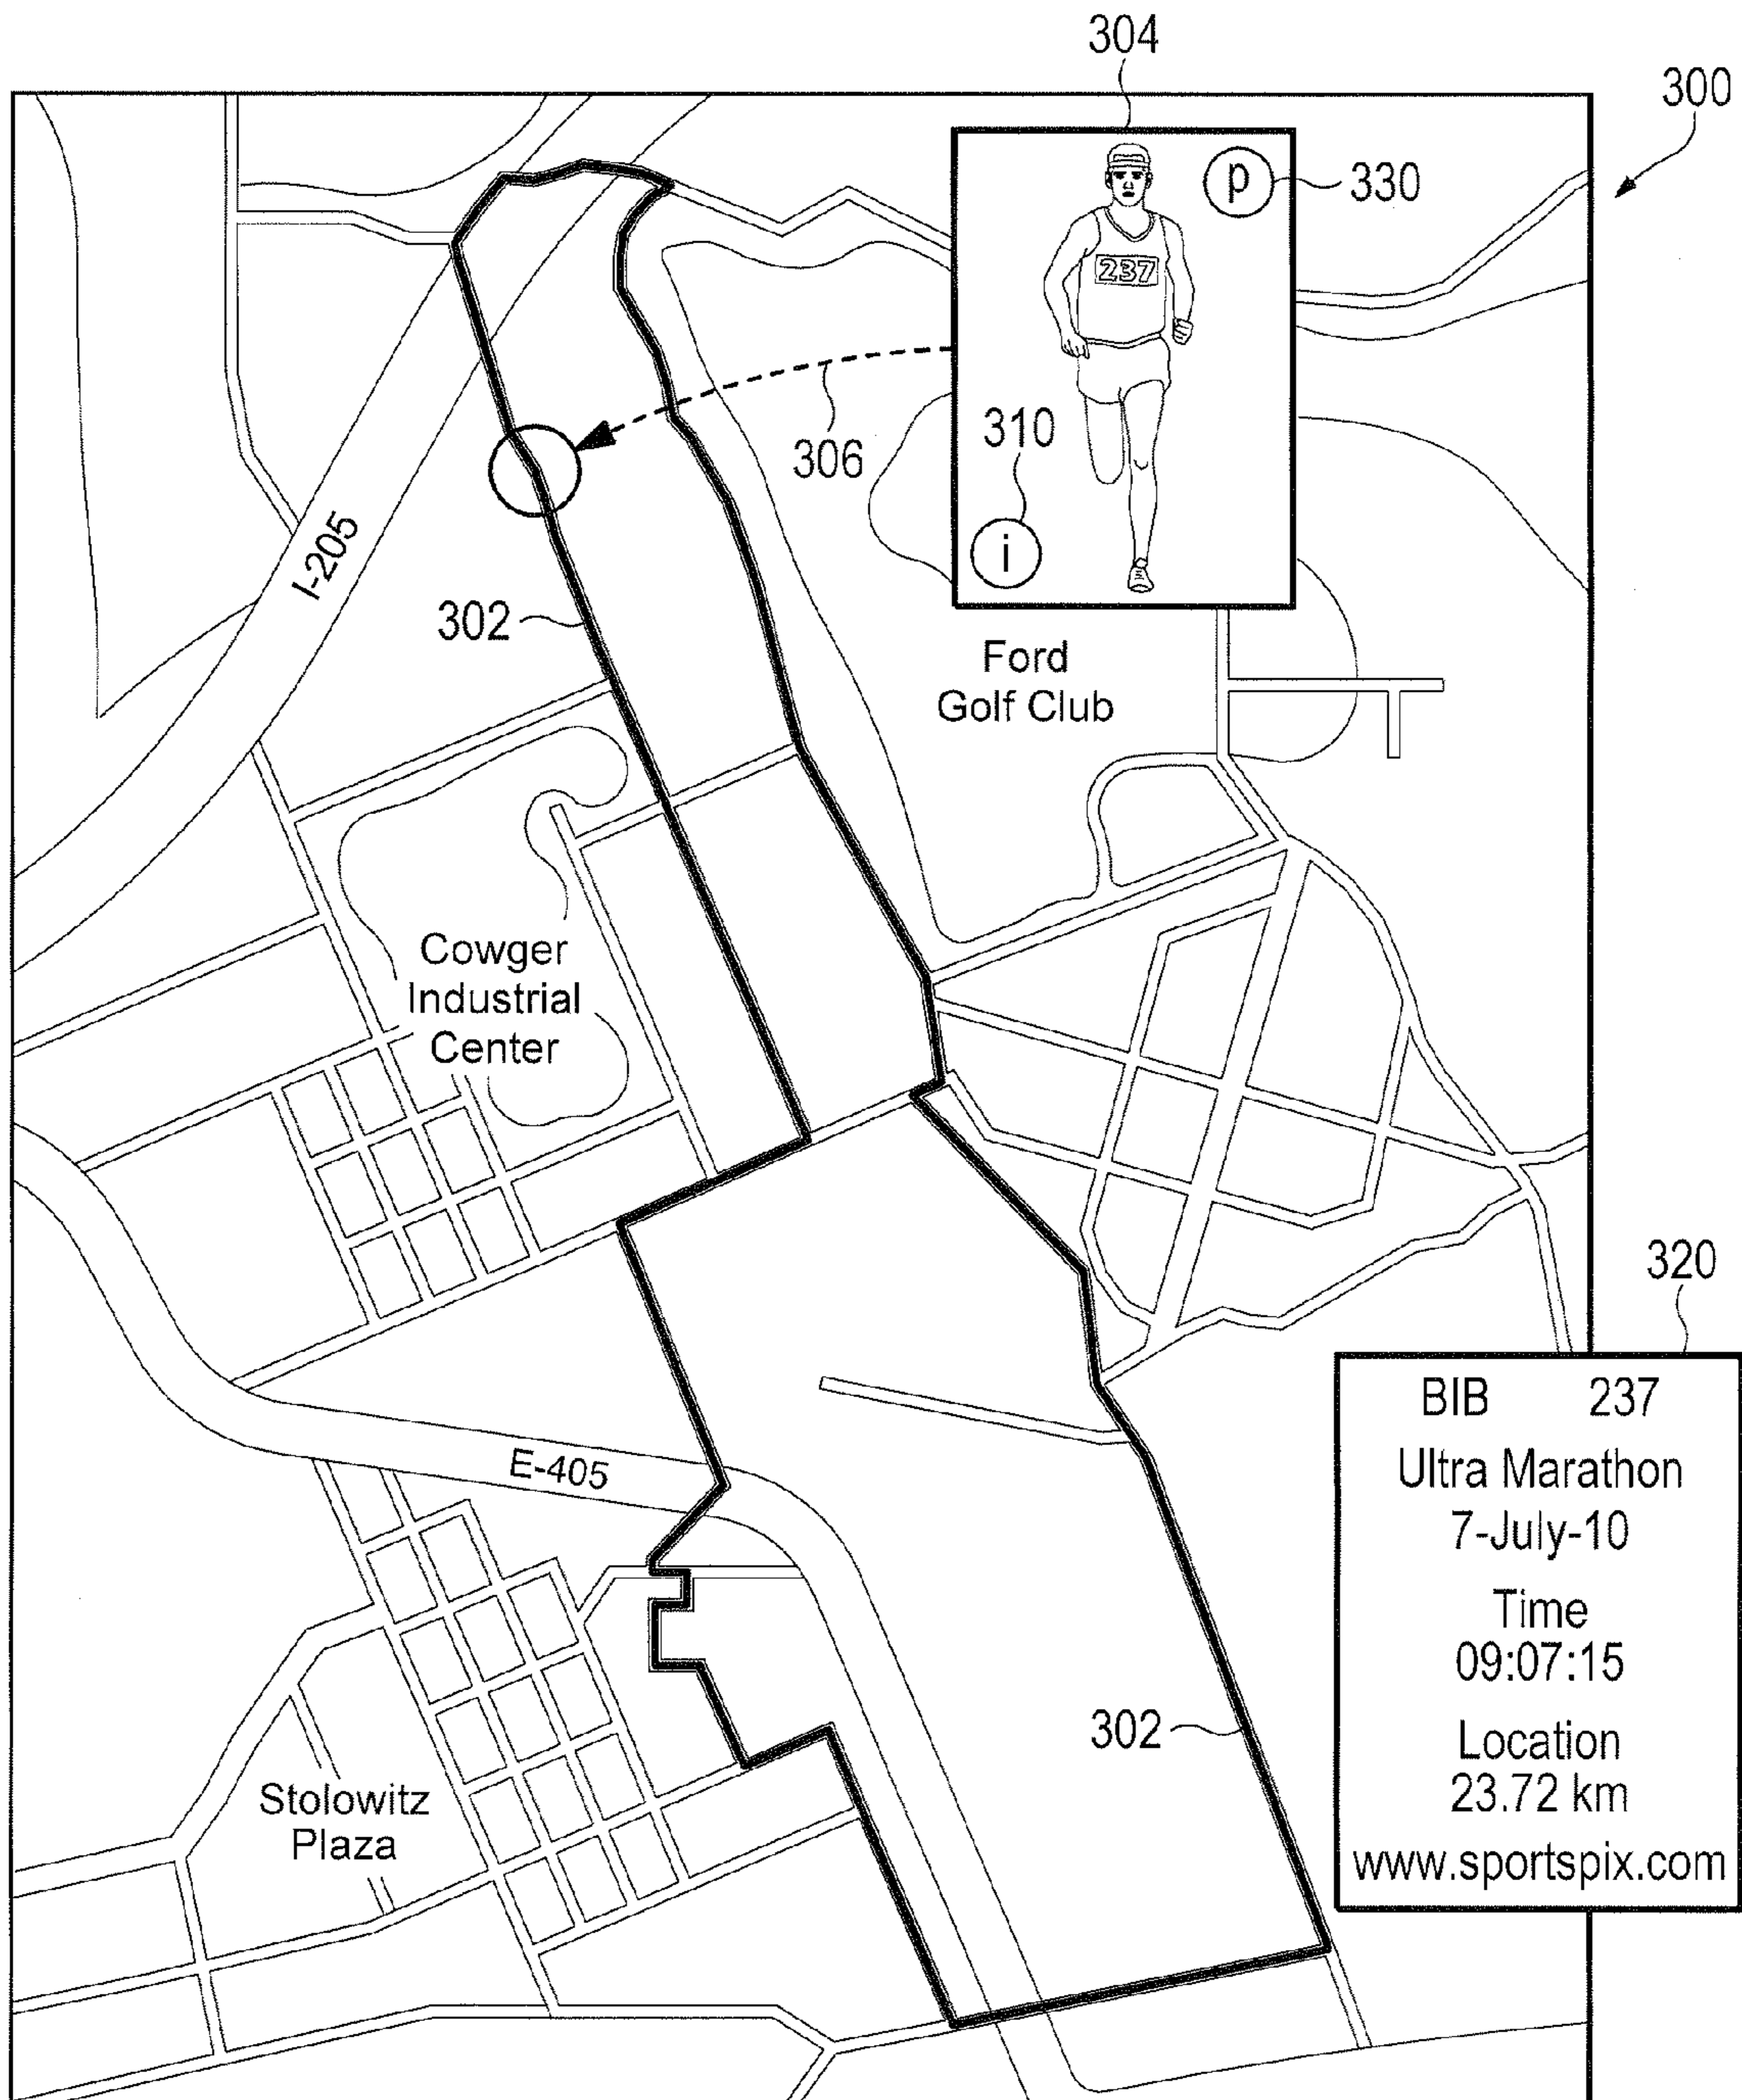 304
300
p
330
237
306
310
i
I-205
302
Ford
Golf Club
Cowger
Industrial
Center
320
BIB 237
Ultra Marathon
7-July-10
Time
09:07:15
Location
23.72 km
www.sportspix.com
E-405
302
Stolowitz
Plaza